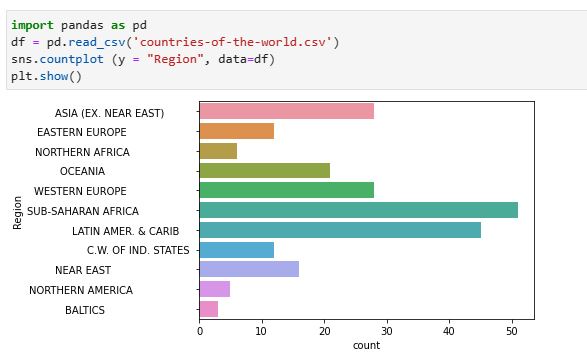 import pandas as pd
df = pd.read_csv('countries-of-the-world.csv')
sns.countplot (y = "Region", data=df)
plt.show()
ASIA (EX. NEAR EAST)
EASTERN EUROPE
NORTHERN AFRICA
OCEANIA
WESTERN EUROPE
SUB-SAHARAN AFRICA
LATIN AMER. & CARIB
C.W. OF IND. STATES
NEAR EAST
NORTHERN AMERICA
BALTICS
Region
0 10 20 30 40 50
count